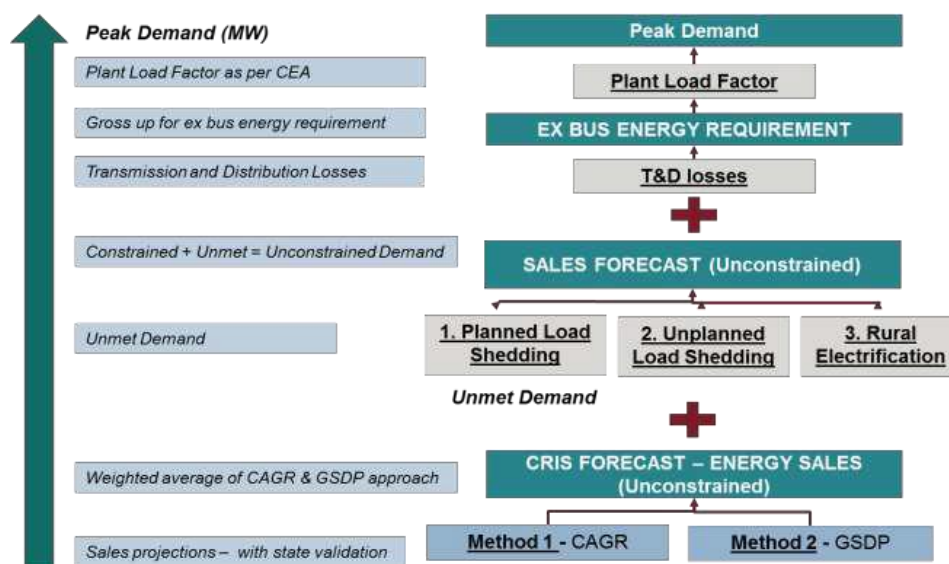 Peak Demand (MW)
Peak Demand
Plant Load Factor as per CEA
Plant Load Factor
Gross up for ex bus energy requirement
EX BUS ENERGY REQUIREMENT
Transmission and Distribution Losses
T&D losses
Constrained + Unmet = Unconstrained Demand
SALES FORECAST (Unconstrained)
Unmet Demand
1. Planned Load
Shedding
2. Unplanned
Load Shedding
3. Rural
Electrification
Unmet Demand
Weighted average of CAGR & GSDP approach
CRIS FORECAST – ENERGY SALES
(Unconstrained)
Sales projections – with state validation
Method 1 - CAGR
Method 2 - GSDP